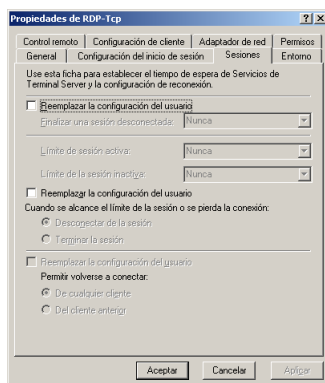 Propiedades de RDP-Tcp
Control remoto
Configuración de cliente
Adaptador de red
Permisos
General
Configuración del inicio de sesión
Sesiones
Entorno
Use esta ficha para establecer el tiempo de espera de Servicios de
Terminal Server y la configuración de reconexión.
Reemplazar la configuración del usuario
Finalizar una sesión desconectada: Nunca
Límite de sesión activa: Nunca
Límite de la sesión inactiva: Nunca
Reemplazar la configuración del usuario
Cuando se alcance el límite de la sesión o se pierda la conexión:
Desconectar de la sesión
Terminar la sesión
Reemplazar la configuración del usuario
Permitir volverse a conectar:
De cualquier cliente
Del cliente anterior
Aceptar
Cancelar
Aplicar